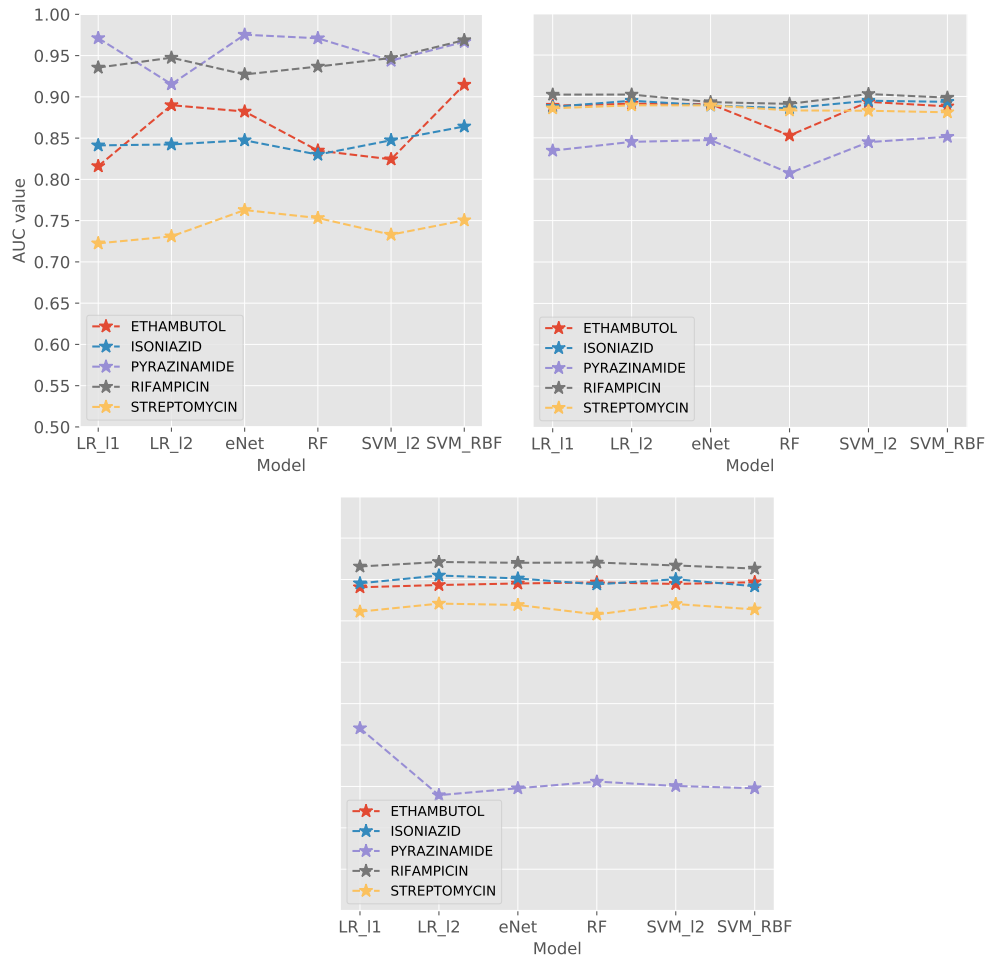 1.00
0.95
0.90
0.85
0.80
0.75
0.70
0.65
0.60
0.55
0.50
AUC value
ETHAMBUTOL
ISONIAZID
PYRAZINAMIDE
RIFAMPICIN
STREPTOMYCIN
LR_l1 LR_l2 eNet RF SVM_l2 SVM_RBF
Model
ETHAMBUTOL
ISONIAZID
PYRAZINAMIDE
RIFAMPICIN
STREPTOMYCIN
LR_l1 LR_l2 eNet RF SVM_l2 SVM_RBF
Model
ETHAMBUTOL
ISONIAZID
PYRAZINAMIDE
RIFAMPICIN
STREPTOMYCIN
LR_l1 LR_l2 eNet RF SVM_l2 SVM_RBF
Model